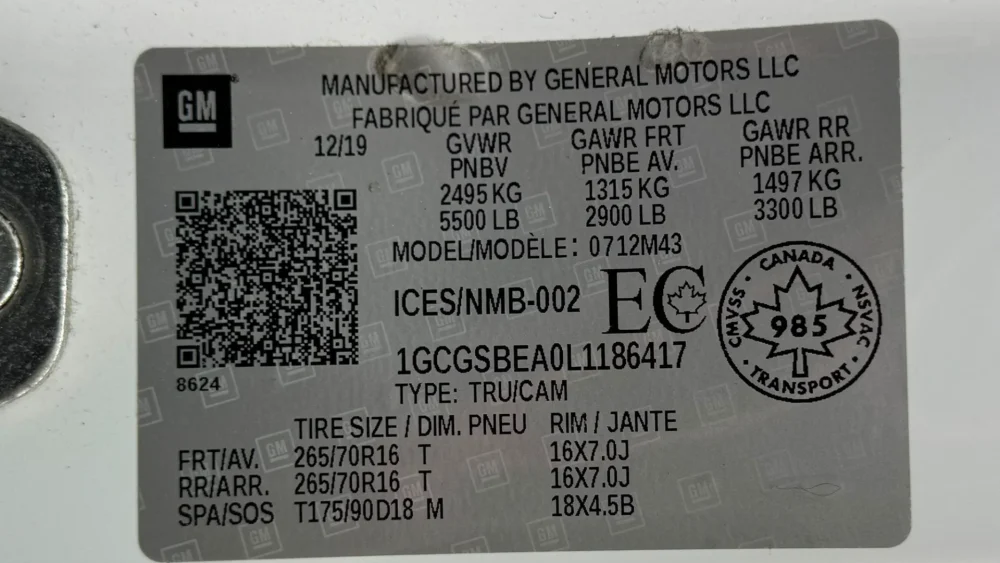 GM
MANUFACTURED BY GENERAL MOTORS LLC
FABRIQUÉ PAR GENERAL MOTORS LLC
12/19 GVWR GAWR FRT GAWR RR
PNBV PNBE AV. PNBE ARR.
2495 KG 1315 KG 1497 KG
5500 LB 2900 LB 3300 LB
MODEL/MODÈLE: 0712M43
ICES/NMB-002 EC
CANADA
CMVSS 985 NSVAC
TRANSPORT
1GCGSBEA0L1186417
8624
TYPE: TRU/CAM
TIRE SIZE / DIM. PNEU RIM / JANTE
FRT/AV. 265/70R16 T 16X7.0J
RR/ARR. 265/70R16 T 16X7.0J
SPA/SOS T175/90D18 M 18X4.5B